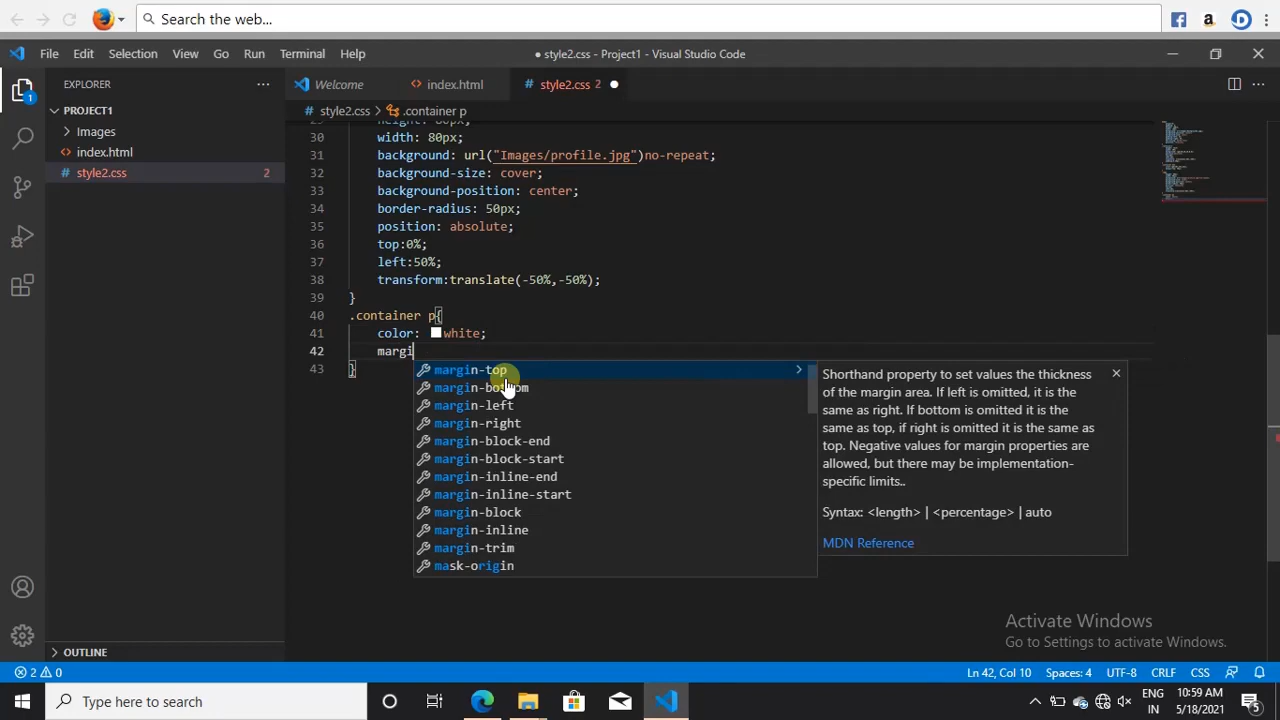 Search the web...
File Edit Selection View Go Run Terminal Help
● style2.css - Project1 - Visual Studio Code
EXPLORER
PROJECT1
Images
index.html
style2.css 2
OUTLINE
Welcome index.html style2.css 2
style2.css > .container p
30 width: 80px;
31 background: url("Images/profile.jpg")no-repeat;
32 background-size: cover;
33 background-position: center;
34 border-radius: 50px;
35 position: absolute;
36 top:0%;
37 left:50%;
38 transform:translate(-50%,-50%);
39 }
40 .container p{
41 color: white;
42 margi
43 }
margin-top
margin-bottom
margin-left
margin-right
margin-block-end
margin-block-start
margin-inline-end
margin-inline-start
margin-block
margin-inline
margin-trim
mask-origin
Shorthand property to set values the thickness
of the margin area. If left is omitted, it is the
same as right. If bottom is omitted it is the
same as top, if right is omitted it is the same as
top. Negative values for margin properties are
allowed, but there may be implementation-
specific limits..
Syntax: <length> | <percentage> | auto
MDN Reference
Activate Windows
Go to Settings to activate Windows.
2 0 Ln 42, Col 10 Spaces: 4 UTF-8 CRLF CSS
Type here to search
ENG
IN
10:59 AM
5/18/2021
5
1